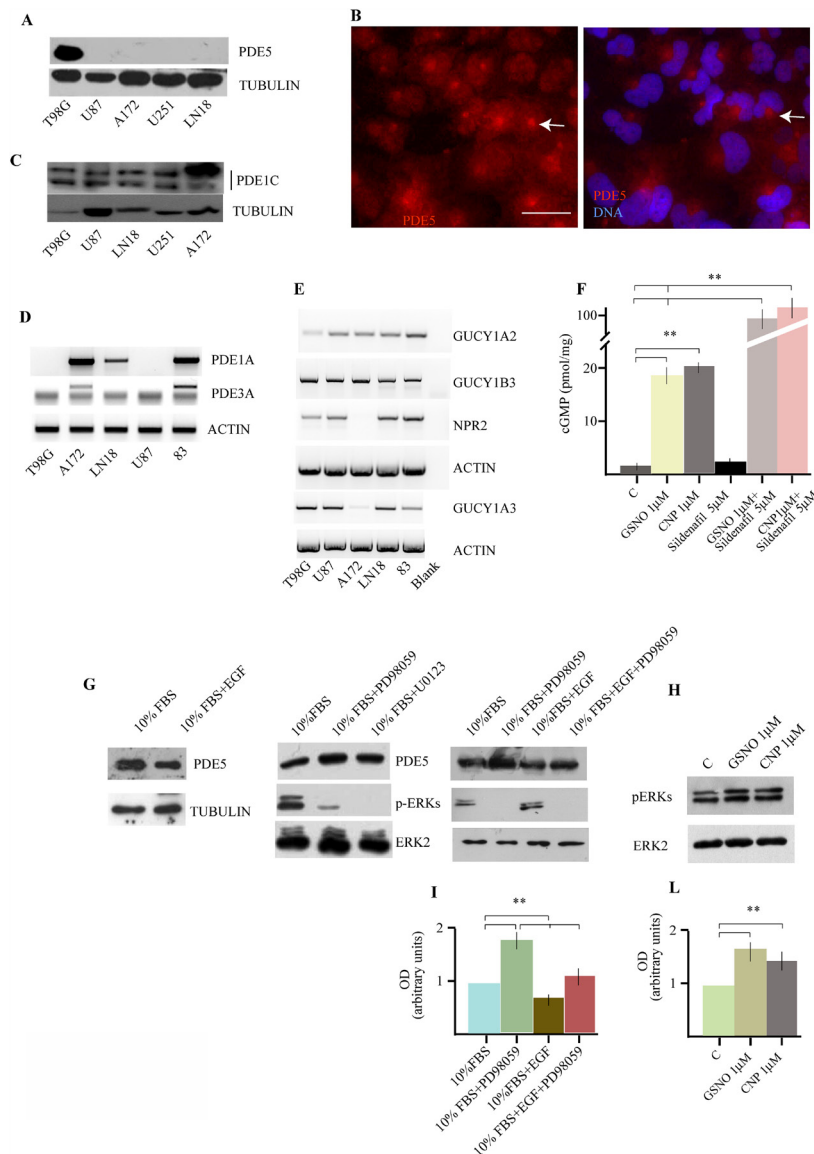 A
PDE5
TUBULIN
T98G
U87
A172
U251
LN18
B
PDE5
PDE5
DNA
C
PDE1C
TUBULIN
T98G
U87
LN18
U251
A172
D
PDE1A
PDE3A
ACTIN
T98G
A172
LN18
U87
83
E
GUCY1A2
GUCY1B3
NPR2
ACTIN
GUCY1A3
ACTIN
T98G
U87
A172
LN18
83
Blank
F
**
**
100
20
10
cGMP (pmol/mg)
C
GSNO 1µM
CNP 1µM
Sildenafil 5µM
GSNO 1µM+
Sildenafil 5µM
CNP1µM+
Sildenafil 5µM
G
10% FBS
10% FBS+EGF
PDE5
TUBULIN
10%FBS
10% FBS+PD98059
10% FBS+U0123
PDE5
p-ERKs
ERK2
10%FBS
10% FBS+PD98059
10%FBS+EGF
10% FBS+EGF+PD98059
H
C
GSNO 1µM
CNP 1µM
pERKs
ERK2
I
**
2
1
OD
(arbitrary units)
10%FBS
10% FBS+PD98059
10%FBS+EGF
10% FBS+EGF+PD98059
L
**
2
1
OD
(arbitrary units)
C
GSNO 1µM
CNP 1µM